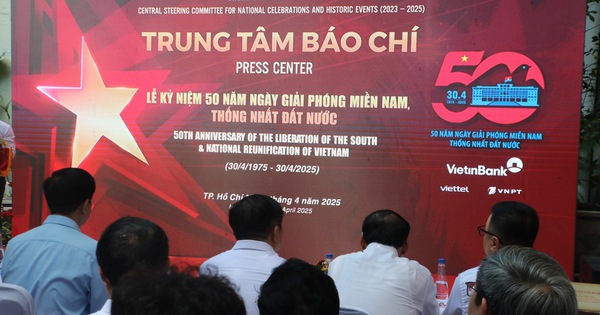 CENTRAL STEERING COMMITTEE FOR NATIONAL CELEBRATIONS AND HISTORIC EVENTS (2023 – 2025)
TRUNG TÂM BÁO CHÍ
PRESS CENTER
LỄ KỶ NIỆM 50 NĂM NGÀY GIẢI PHÓNG MIỀN NAM,
THỐNG NHẤT ĐẤT NƯỚC
50TH ANNIVERSARY OF THE LIBERATION OF THE SOUTH
& NATIONAL REUNIFICATION OF VIETNAM
(30/4/1975 - 30/4/2025)
TP. Hồ Chí
tháng 4 năm 2025
April 2025
50
30.4
1975 - 2025
50 NĂM NGÀY GIẢI PHÓNG MIỀN NAM
THỐNG NHẤT ĐẤT NƯỚC
VietinBank
viettel
VNPT